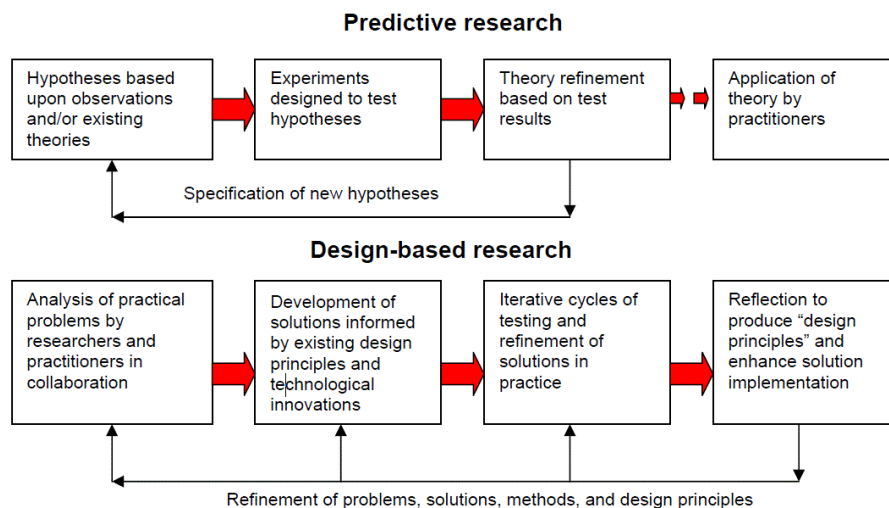 Predictive research
Hypotheses based
upon observations
and/or existing
theories
Experiments
designed to test
hypotheses
Theory refinement
based on test
results
Application of
theory by
practitioners
Specification of new hypotheses
Design-based research
Analysis of practical
problems by
researchers and
practitioners in
collaboration
Development of
solutions informed
by existing design
principles and
technological
innovations
Iterative cycles of
testing and
refinement of
solutions in
practice
Reflection to
produce “design
principles” and
enhance solution
implementation
Refinement of problems, solutions, methods, and design principles